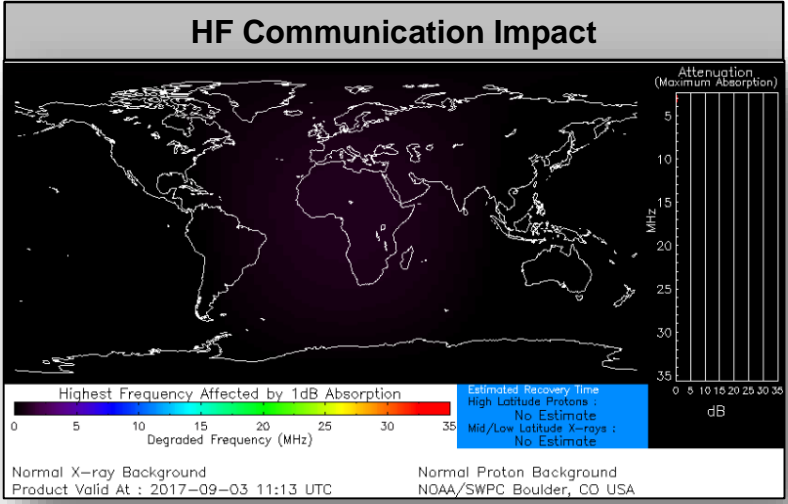 HF Communication Impact
Attenuation
(Maximum Absorption)
5
10
15
20
25
30
35
MHz
0 5 10 15 20 25 30 35
dB
Highest Frequency Affected by 1dB Absorption
0 5 10 15 20 25 30 35
Degraded Frequency (MHz)
Estimated Recovery Time
High Latitude Protons :
No Estimate
Mid/Low Latitude X-rays :
No Estimate
Normal X-ray Background
Normal Proton Background
Product Valid At : 2017-09-03 11:13 UTC
NOAA/SWPC Boulder, CO USA